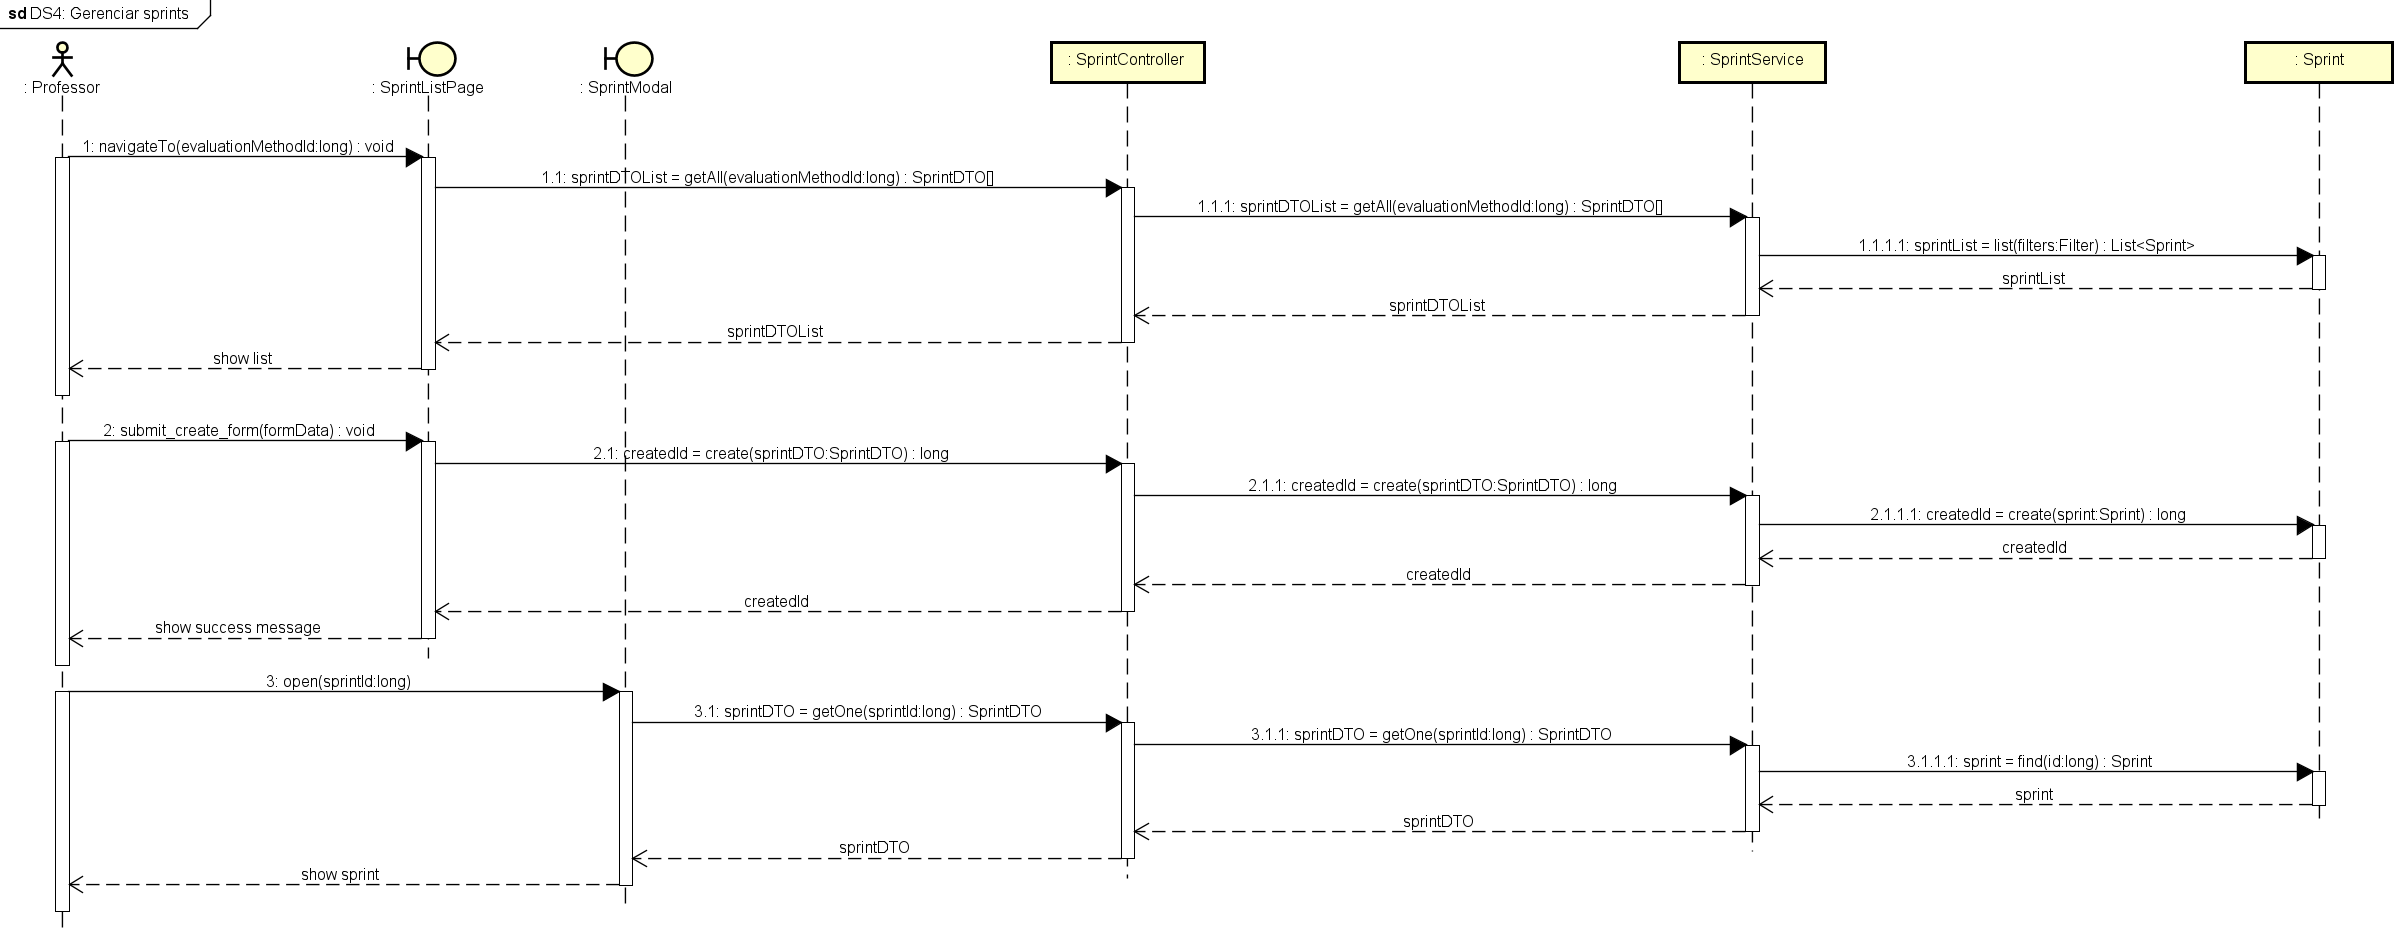 sd DS4: Gerenciar sprints
: Professor
: SprintListPage
: SprintModal
: SprintController
: SprintService
: Sprint
1: navigateTo(evaluationMethodId:long) : void
1.1: sprintDTOList = getAll(evaluationMethodId:long) : SprintDTO[]
1.1.1: sprintDTOList = getAll(evaluationMethodId:long) : SprintDTO[]
1.1.1.1: sprintList = list(filters:Filter) : List<Sprint>
sprintList
sprintDTOList
sprintDTOList
show list
2: submit_create_form(formData) : void
2.1: createdId = create(sprintDTO:SprintDTO) : long
2.1.1: createdId = create(sprintDTO:SprintDTO) : long
2.1.1.1: createdId = create(sprint:Sprint) : long
createdId
createdId
createdId
show success message
3: open(sprintId:long)
3.1: sprintDTO = getOne(sprintId:long) : SprintDTO
3.1.1: sprintDTO = getOne(sprintId:long) : SprintDTO
3.1.1.1: sprint = find(id:long) : Sprint
sprint
sprintDTO
sprintDTO
show sprint